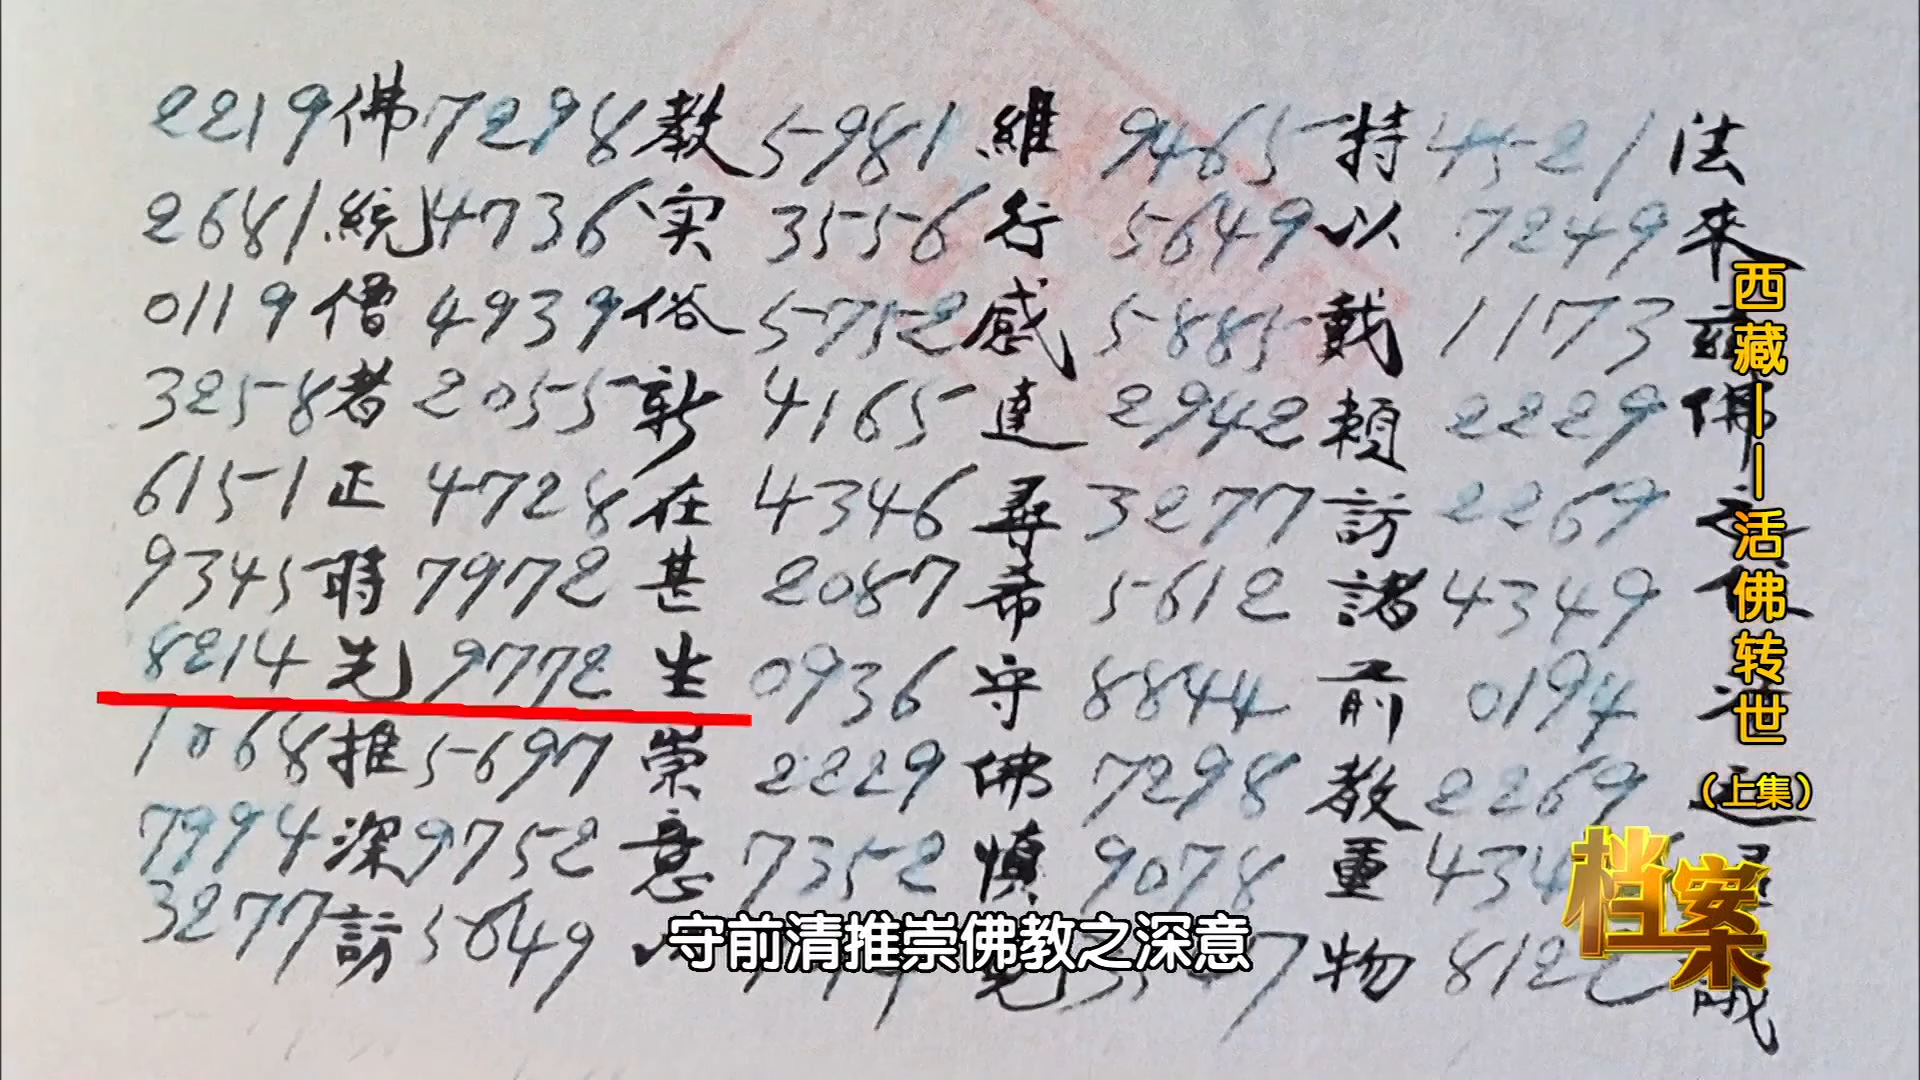 2219佛7298教5981維9465持4521法
2681統4736实3556行5649以7249來
0119僧4939俗5752感5885戴1173
3258者2055新4165達2942賴2229佛
6151正4728在4346尋3277訪2269
9345時7972甚2087希5612諸4349
8214先9772生0936守8844前0194
1068推5697崇2229佛7298教2269
7994深9752意7352慎9078重434
3277訪5649 物812
守前清推崇佛教之深意
西藏——活佛转世
(上集)
档案